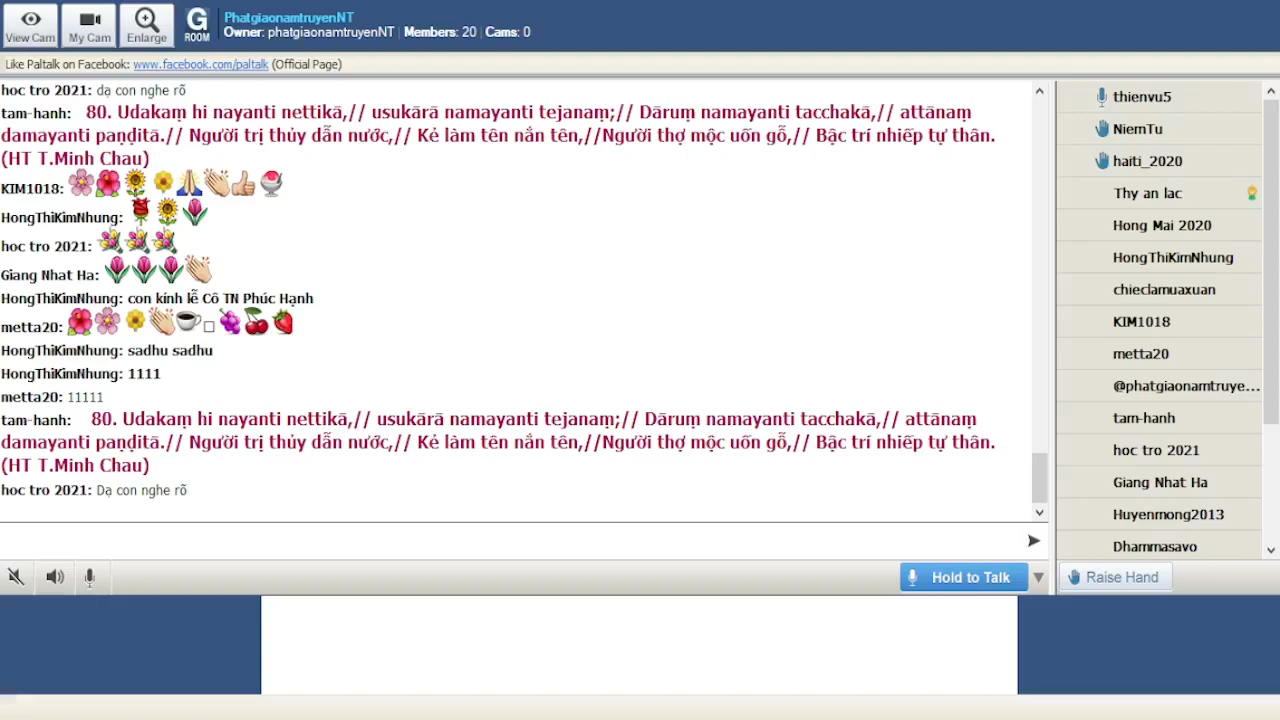 View Cam
My Cam
Enlarge
G
ROOM
PhatgiaonamtruyenNT
Owner: phatgiaonamtruyenNT | Members: 20 | Cams: 0
Like Paltalk on Facebook: www.facebook.com/paltalk (Official Page)
hoc tro 2021: dạ con nghe rõ
tam-hanh: 80. Udakaṃ hi nayanti nettikā,// usukārā namayanti tejanaṃ;// Dāruṃ namayanti tacchakā,// attānaṃ
damayanti paṇḍitā.// Người trị thủy dẫn nước,// Kẻ làm tên nắn tên,//Người thợ mộc uốn gỗ,// Bậc trí nhiếp tự thân.
(HT T.Minh Chau)
KIM1018:
HongThiKimNhung:
hoc tro 2021:
Giang Nhat Ha:
HongThiKimNhung: con kính lễ Cô TN Phúc Hạnh
metta20:
HongThiKimNhung: sadhu sadhu
HongThiKimNhung: 1111
metta20: 11111
tam-hanh: 80. Udakaṃ hi nayanti nettikā,// usukārā namayanti tejanaṃ;// Dāruṃ namayanti tacchakā,// attānaṃ
damayanti paṇḍitā.// Người trị thủy dẫn nước,// Kẻ làm tên nắn tên,//Người thợ mộc uốn gỗ,// Bậc trí nhiếp tự thân.
(HT T.Minh Chau)
hoc tro 2021: Dạ con nghe rõ
Hold to Talk
thienvu5
NiemTu
haiti_2020
Thy an lac
Hong Mai 2020
HongThiKimNhung
chieclamuaxuan
KIM1018
metta20
@phatgiaonamtruye...
tam-hanh
hoc tro 2021
Giang Nhat Ha
Huyenmong2013
Dhammasavo
Raise Hand